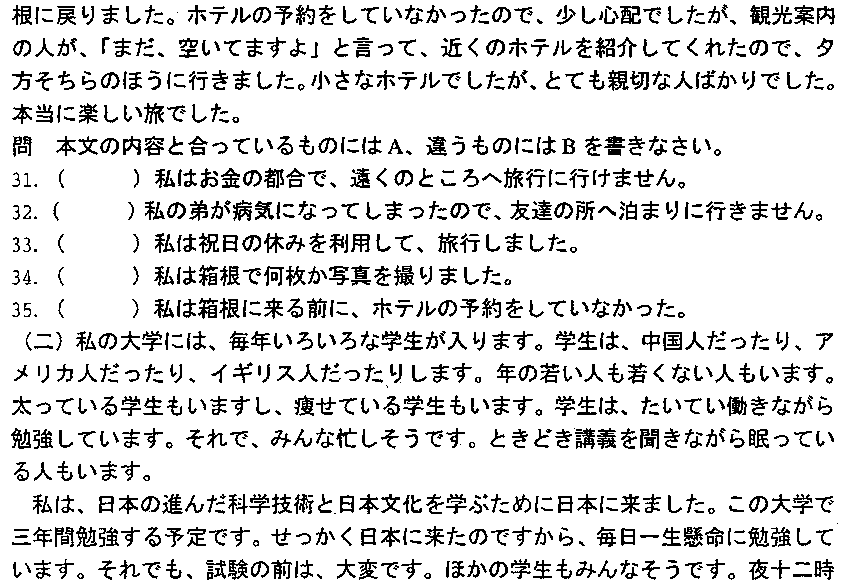 根に戻りました。ホテルの予約をしていなかったので、少し心配でしたが、観光案内
の人が、「まだ、空いてますよ」と言って、近くのホテルを紹介してくれたので、夕
方そちらのほうに行きました。小さなホテルでしたが、とても親切な人ばかりでした。
本当に楽しい旅でした。
問　本文の内容と合っているものには A、違うものには B を書きなさい。
31.（　　　）私はお金の都合で、遠くのところへ旅行に行けません。
32.（　　　）私の弟が病気になってしまったので、友達の所へ泊まりに行きません。
33.（　　　）私は祝日の休みを利用して、旅行しました。
34.（　　　）私は箱根で何枚か写真を撮りました。
35.（　　　）私は箱根に来る前に、ホテルの予約をしていなかった。
（二）私の大学には、毎年いろいろな学生が入ります。学生は、中国人だったり、ア
メリカ人だったり、イギリス人だったりします。年の若い人も若くない人もいます。
太っている学生もいますし、痩せている学生もいます。学生は、たいてい働きながら
勉強しています。それで、みんな忙しそうです。ときどき講義を聞きながら眠ってい
る人もいます。
私は、日本の進んだ科学技術と日本文化を学ぶために日本に来ました。この大学で
三年間勉強する予定です。せっかく日本に来たのですから、毎日一生懸命に勉強して
います。それでも、試験の前は、大変です。ほかの学生もみんなそうです。夜十二時